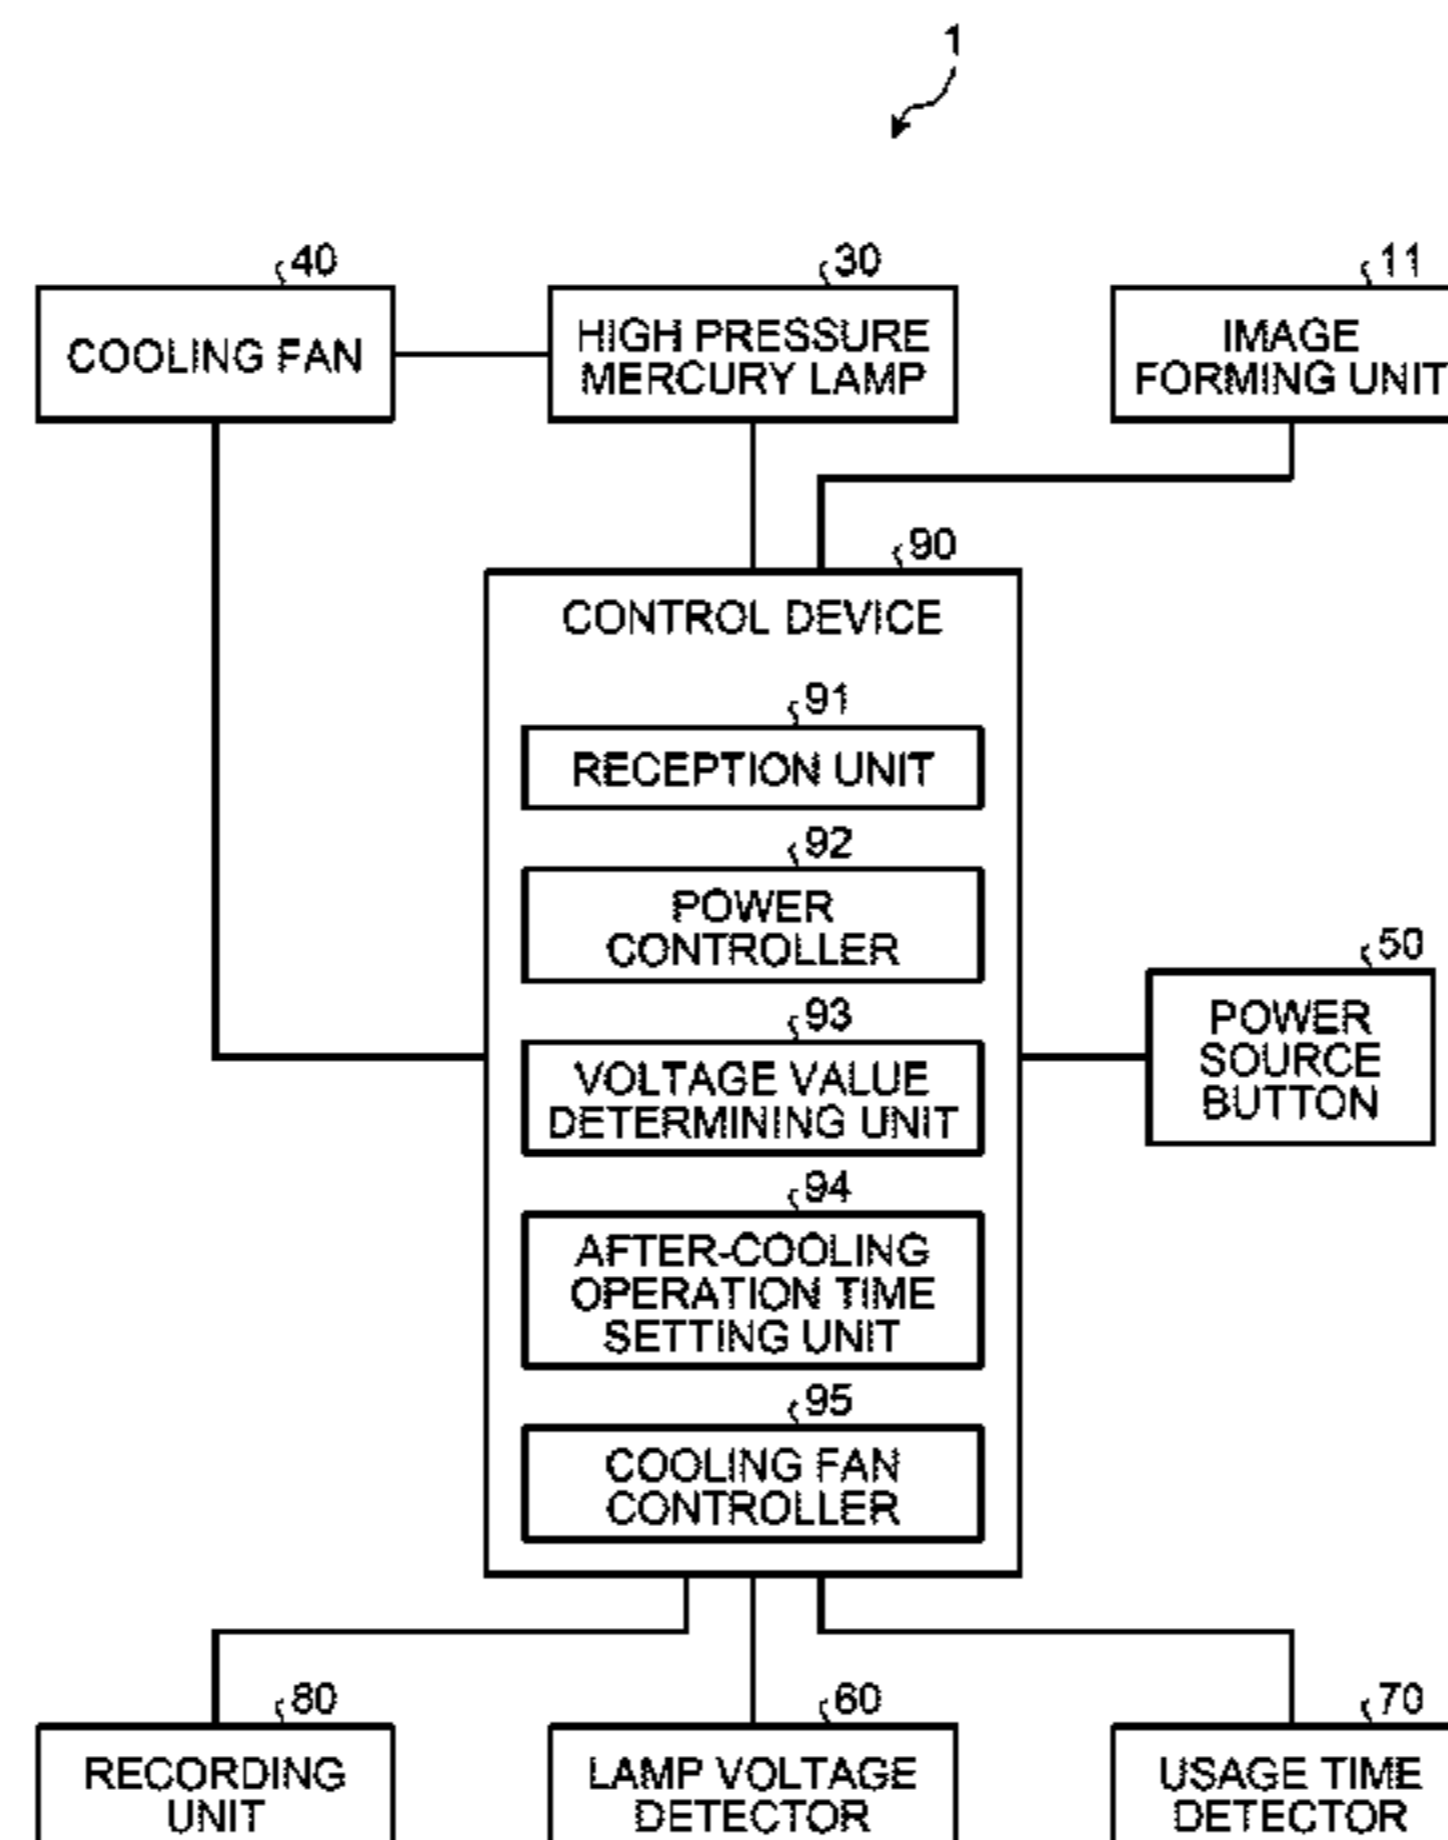 1
40
30
11
COOLING FAN
HIGH PRESSURE
MERCURY LAMP
IMAGE
FORMING UNIT
90
CONTROL DEVICE
91
RECEPTION UNIT
92
POWER
CONTROLLER
93
VOLTAGE VALUE
DETERMINING UNIT
50
POWER
SOURCE
BUTTON
94
AFTER-COOLING
OPERATION TIME
SETTING UNIT
95
COOLING FAN
CONTROLLER
80
60
70
RECORDING
UNIT
LAMP VOLTAGE
DETECTOR
USAGE TIME
DETECTOR